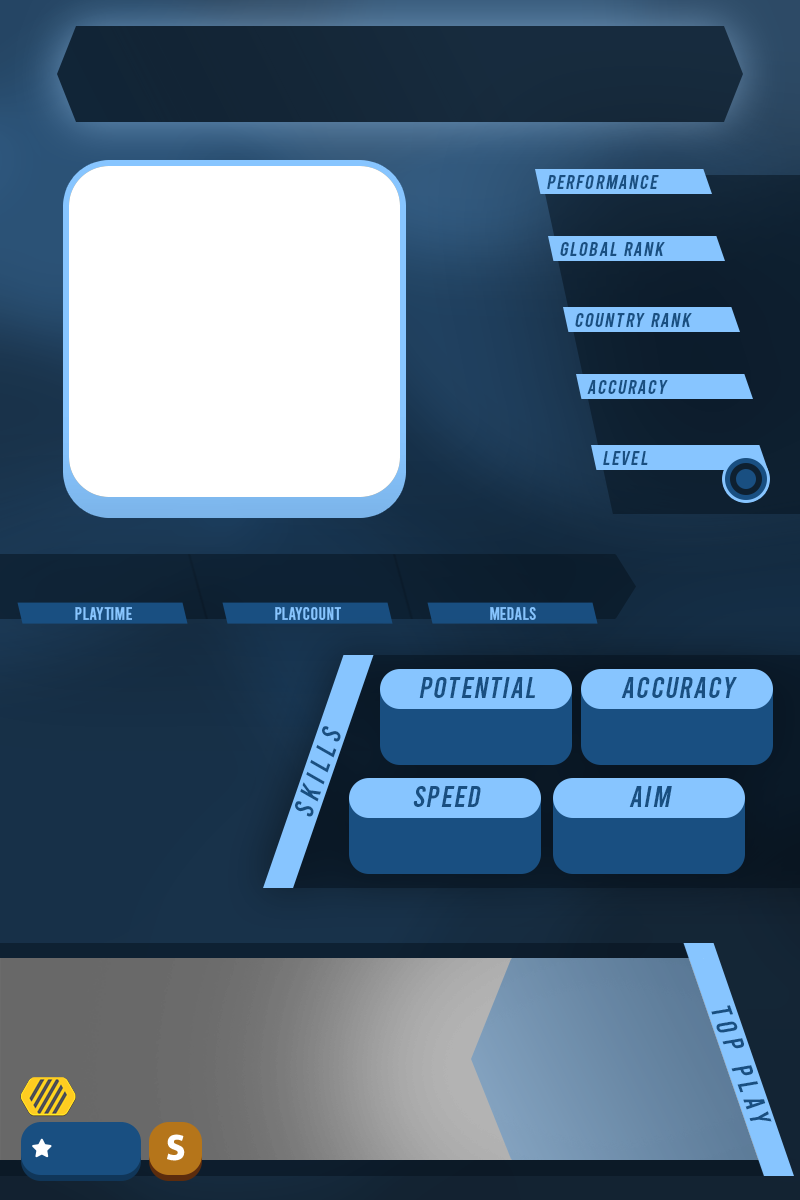 PERFORMANCE
GLOBAL RANK
COUNTRY RANK
ACCURACY
LEVEL
PLAYTIME
PLAYCOUNT
MEDALS
SKILLS
POTENTIAL
ACCURACY
SPEED
AIM
TOP PLAY
S